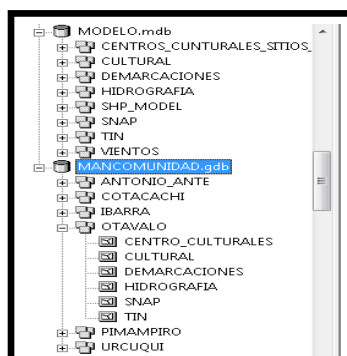 MODELO.mdb
CENTROS_CUNTURALES_SITIOS_
CULTURAL
DEMARCACIONES
HIDROGRAFIA
SHP_MODEL
SNAP
TIN
VIENTOS
MANCOMUNIDAD.gdb
ANTONIO_ANTE
COTACACHI
IBARRA
OTAVALO
CENTRO_CULTURALES
CULTURAL
DEMARCACIONES
HIDROGRAFIA
SNAP
TIN
PIMAMPIRO
URCUQUI